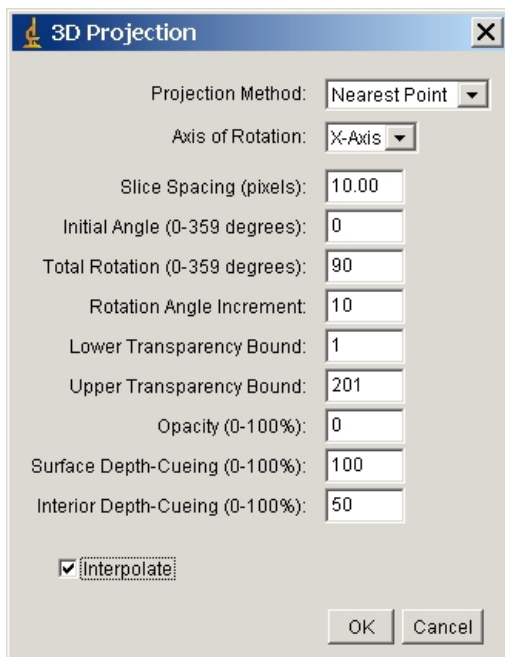 3D Projection
Projection Method: Nearest Point
Axis of Rotation: X-Axis
Slice Spacing (pixels): 10.00
Initial Angle (0-359 degrees): 0
Total Rotation (0-359 degrees): 90
Rotation Angle Increment: 10
Lower Transparency Bound: 1
Upper Transparency Bound: 201
Opacity (0-100%): 0
Surface Depth-Cueing (0-100%): 100
Interior Depth-Cueing (0-100%): 50
Interpolate
OK Cancel